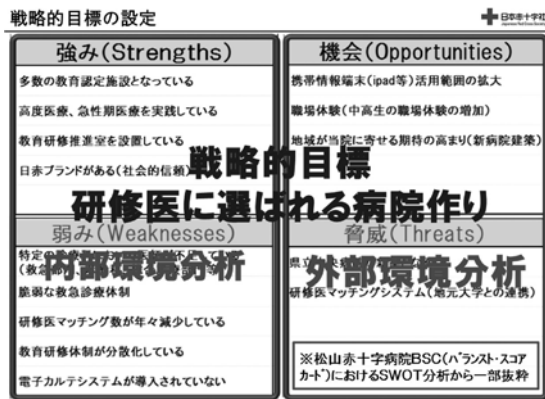 戦略的目標の設定
日本赤十字社
強み(Strengths)
多数の教育認定施設となっている
高度医療、急性期医療を実践している
教育研修推進室を設置している
日赤ブランドがある(社会的信頼)
機会(Opportunities)
携帯情報端末(ipad等)活用範囲の拡大
職場体験(中高生の職場体験の増加)
地域が当院に寄せる期待の高まり(新病院建築)
戦略的目標
研修医に選ばれる病院作り
弱み(Weaknesses)
内部環境分析
脆弱な救急診療体制
研修医マッチング数が年々減少している
教育研修体制が分散化している
電子カルテシステムが導入されていない
脅威(Threats)
外部環境分析
研修医マッチングシステム(地元大学との連携)
※松山赤十字病院BSC(バランスト・スコア
カード)におけるSWOT分析から一部抜粋